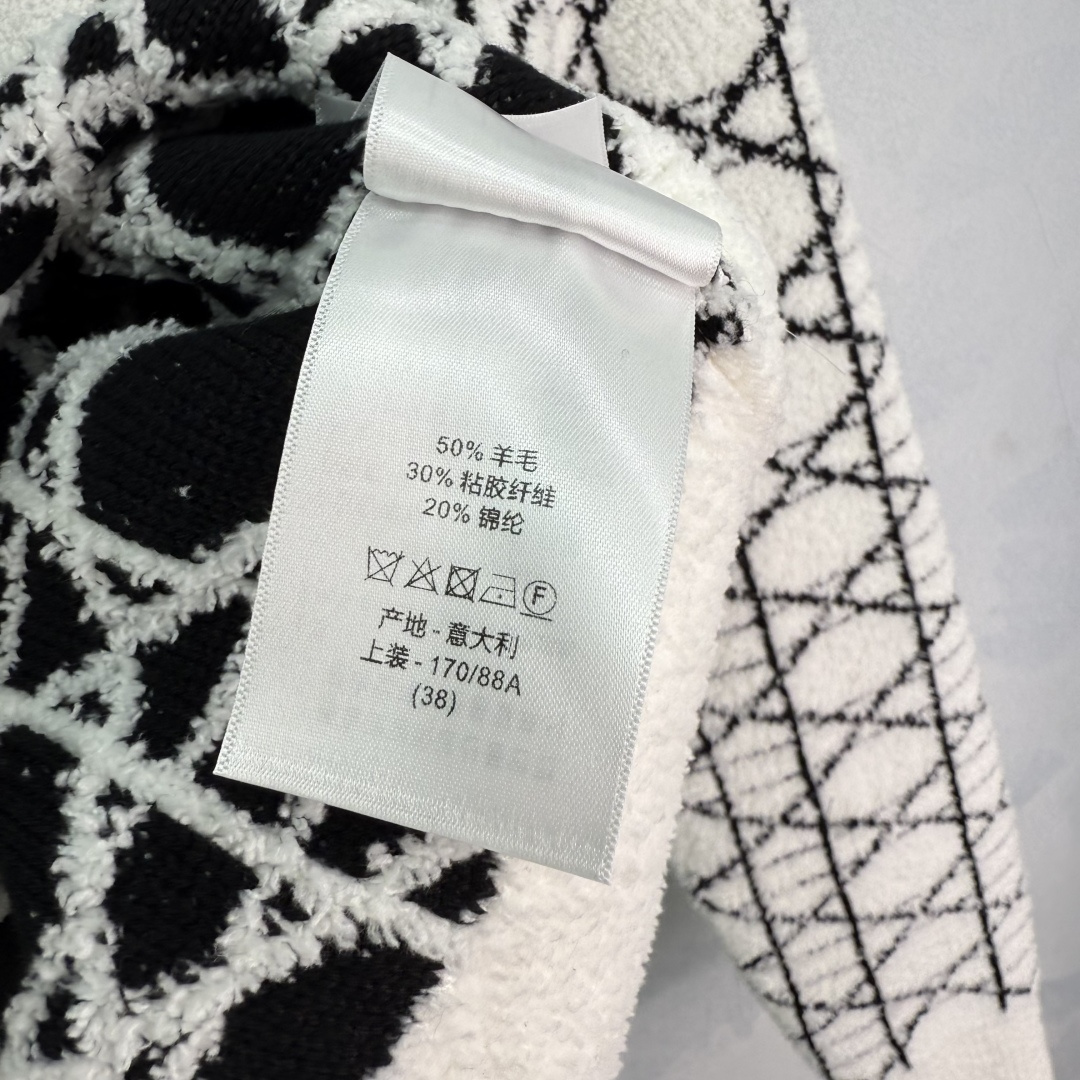 50% 羊毛
30% 粘胶纤维
20% 锦纶
F
产地 - 意大利
上装 - 170/88A
(38)